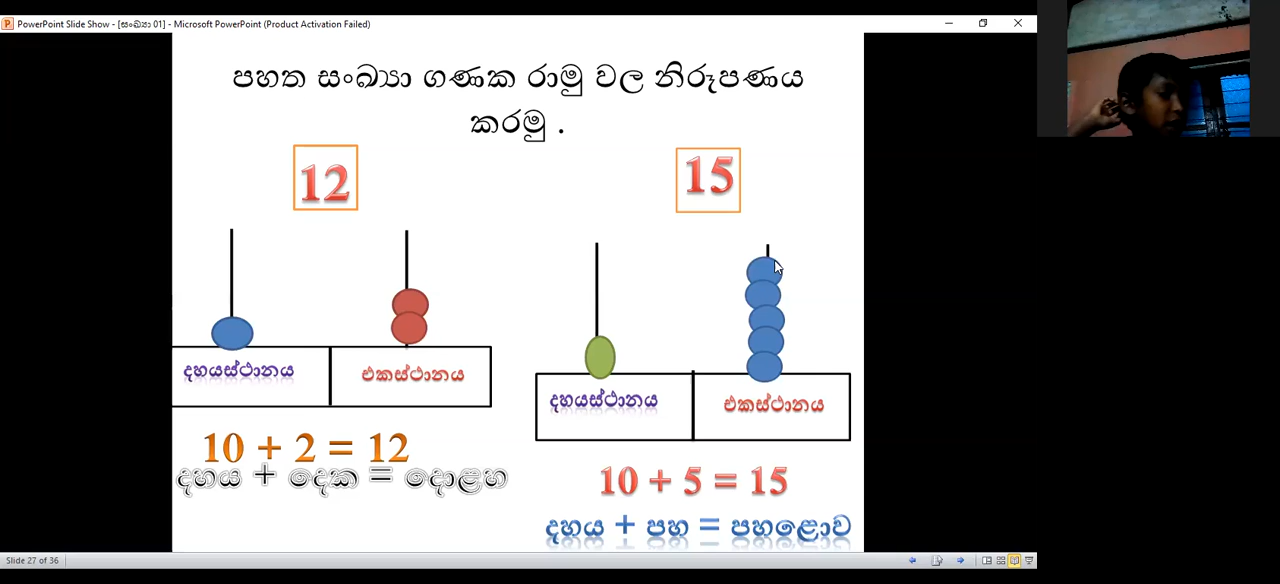 PowerPoint Slide Show - [සංඛ්‍යා 01] - Microsoft PowerPoint (Product Activation Failed)
පහත සංඛ්‍යා ගණක රාමු වල නිරූපණය
කරමු .
12
15
දහයස්ථානය
එකස්ථානය
10 + 2 = 12
දහය + දෙක = දොළහ
දහයස්ථානය
එකස්ථානය
10 + 5 = 15
දහය + පහ = පහළොව
Slide 27 of 36